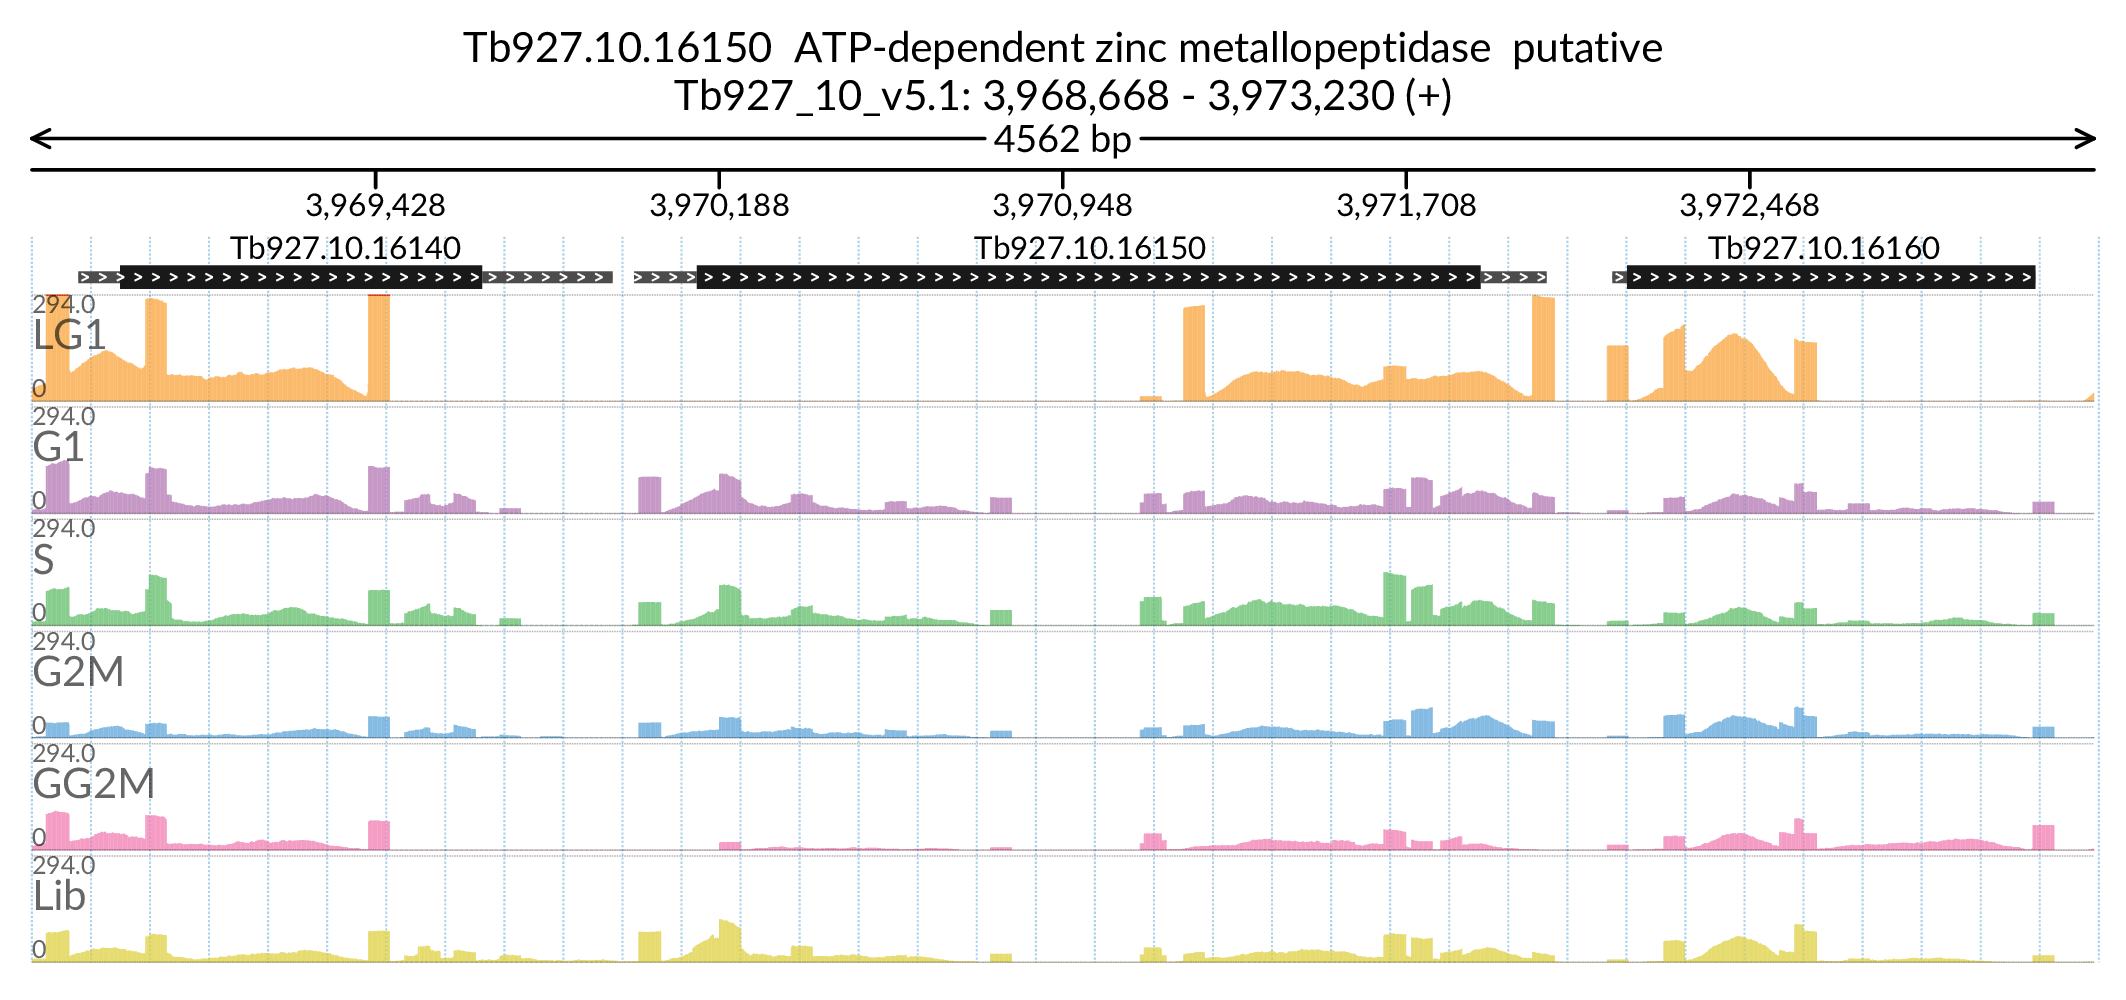 Tb927.10.16150  ATP-dependent zinc metallopeptidase  putative
Tb927_10_v5.1: 3,968,668 - 3,973,230 (+)
4562 bp
3,969,428 3,970,188 3,970,948 3,971,708 3,972,468
Tb927.10.16140 Tb927.10.16150 Tb927.10.16160
294.0
LG1
0
294.0
G1
0
294.0
S
0
294.0
G2M
0
294.0
GG2M
0
294.0
Lib
0